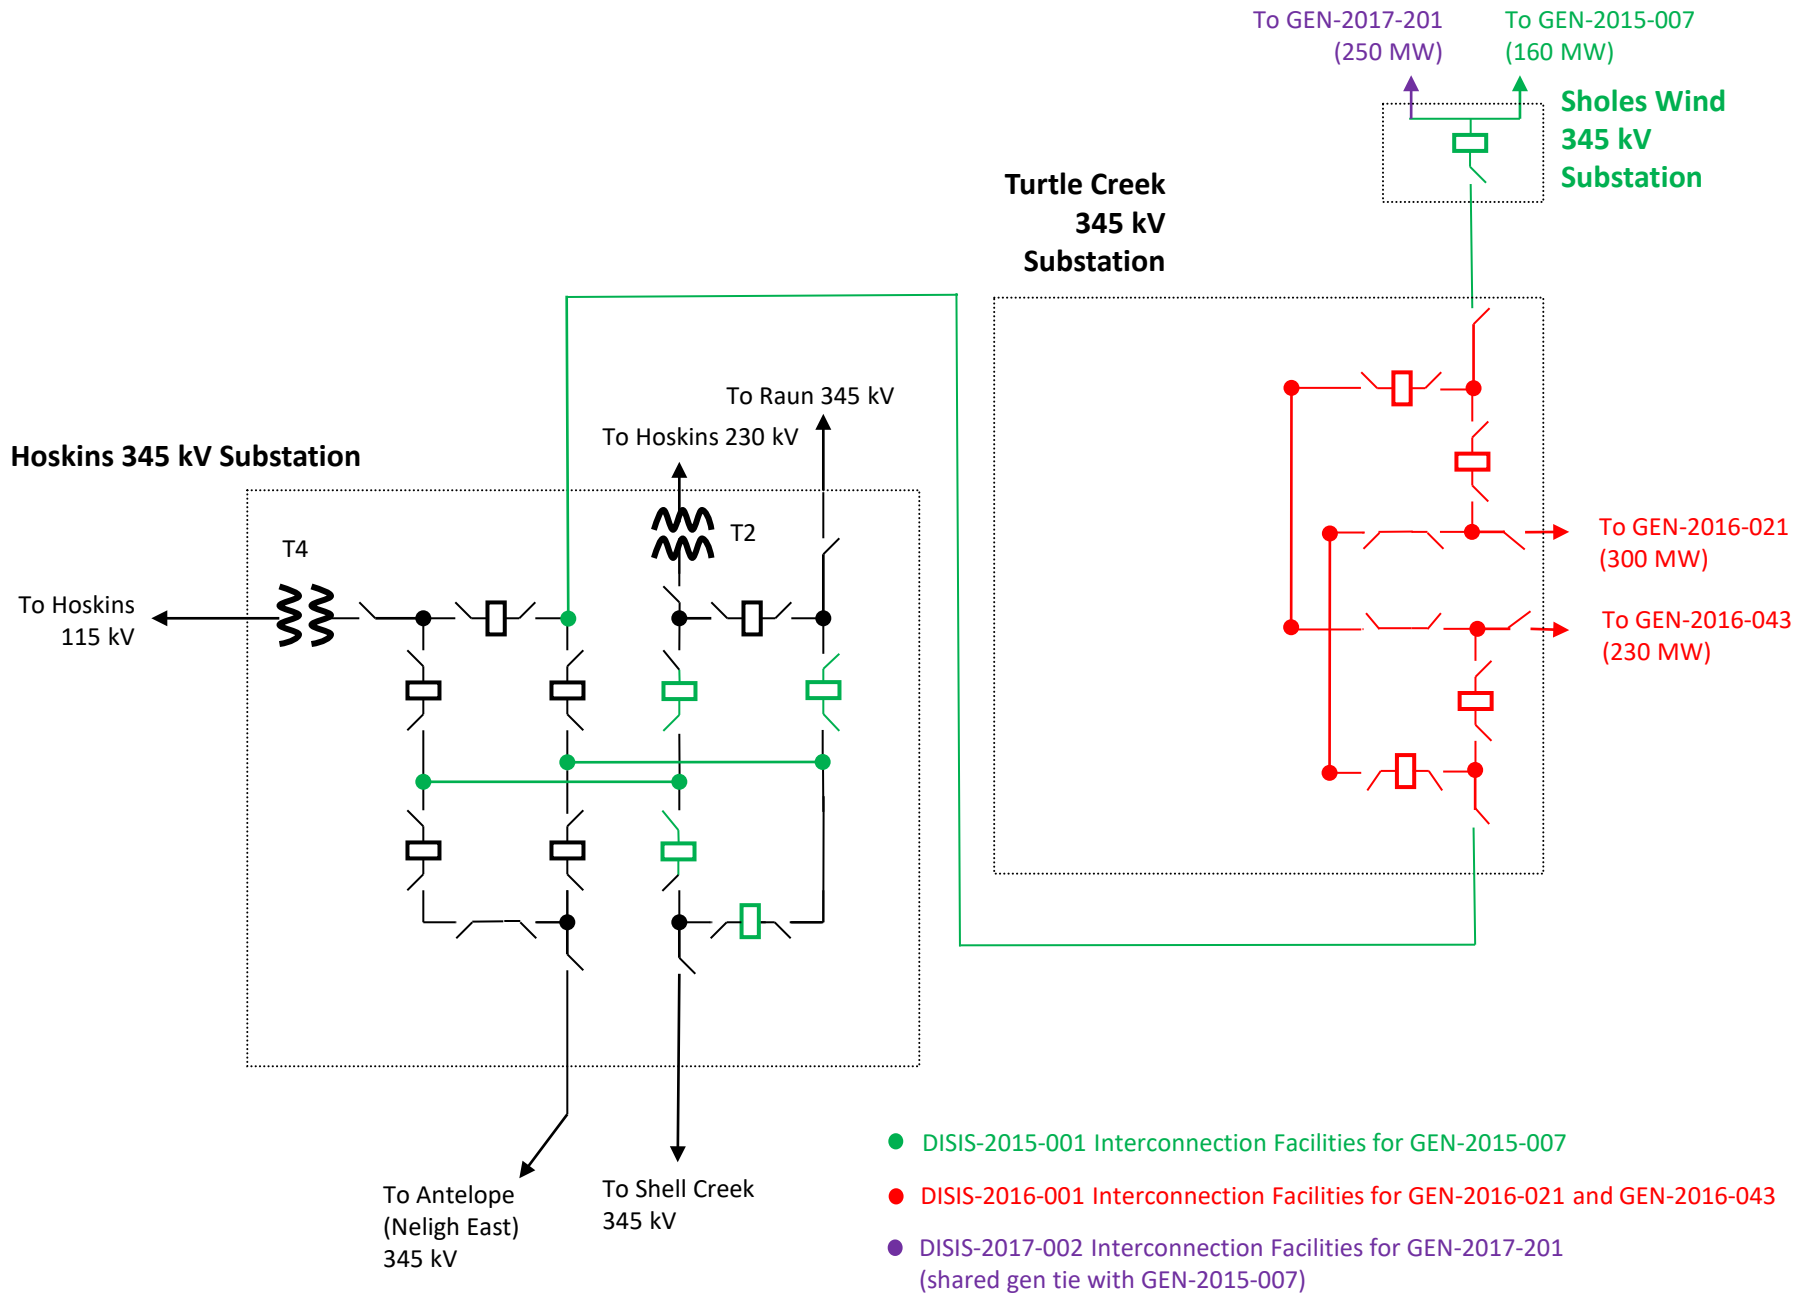 To GEN-2017-201
(250 MW)
To GEN-2015-007
(160 MW)
Sholes Wind
345 kV
Substation
Turtle Creek
345 kV
Substation
To Raun 345 kV
To Hoskins 230 kV
Hoskins 345 kV Substation
T2
T4
To GEN-2016-021
(300 MW)
To Hoskins
115 kV
To GEN-2016-043
(230 MW)
DISIS-2015-001 Interconnection Facilities for GEN-2015-007
To Antelope
(Neligh East)
345 kV
To Shell Creek
345 kV
DISIS-2016-001 Interconnection Facilities for GEN-2016-021 and GEN-2016-043
DISIS-2017-002 Interconnection Facilities for GEN-2017-201
(shared gen tie with GEN-2015-007)